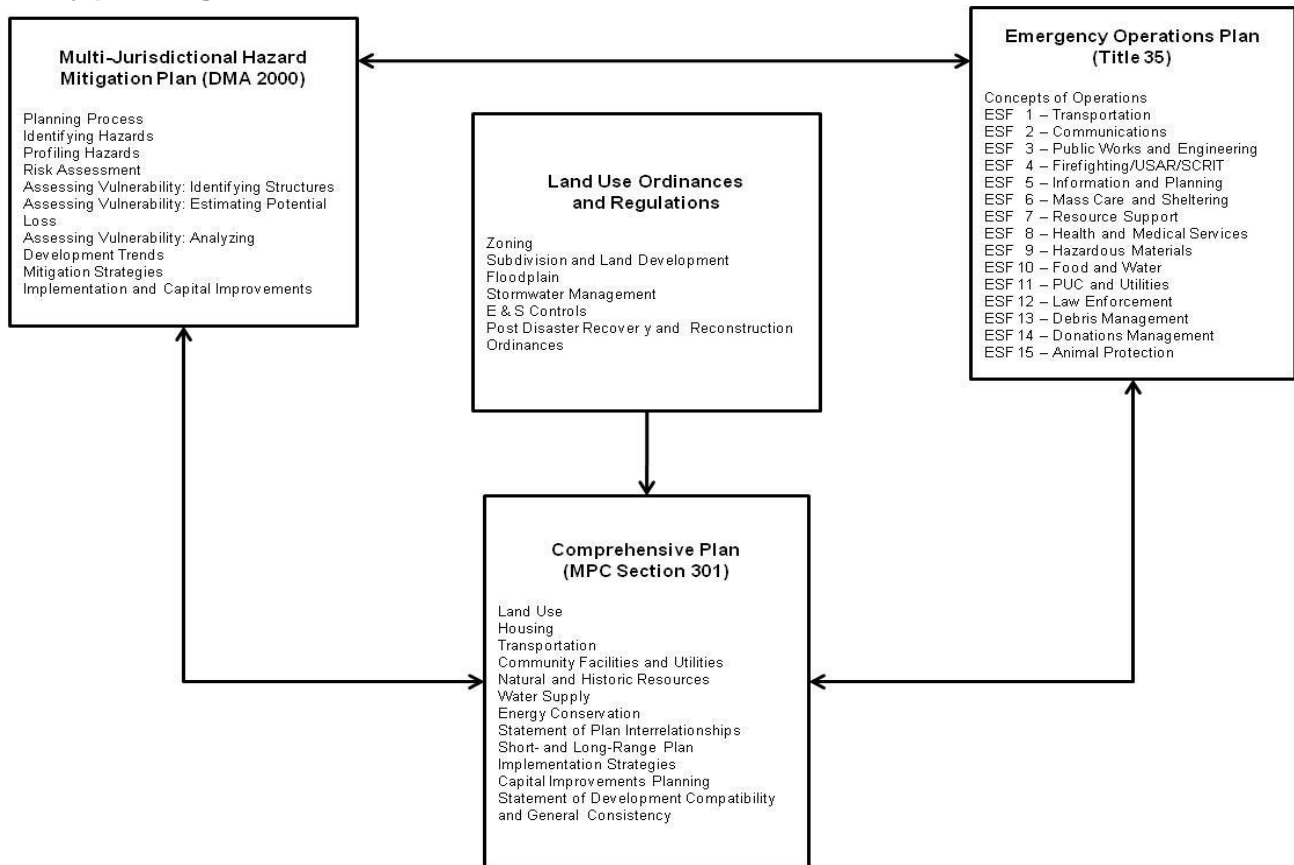 Multi-Jurisdictional Hazard
Mitigation Plan (DMA 2000)
Planning Process
Identifying Hazards
Profiling Hazards
Risk Assessment
Assessing Vulnerability: Identifying Structures
Assessing Vulnerability: Estimating Potential
Loss
Assessing Vulnerability: Analyzing
Development Trends
Mitigation Strategies
Implementation and Capital Improvements
Land Use Ordinances
and Regulations
Zoning
Subdivision and Land Development
Floodplain
Stormwater Management
E & S Controls
Post Disaster Recover y and Reconstruction
Ordinances
Emergency Operations Plan
(Title 35)
Concepts of Operations
ESF 1 – Transportation
ESF 2 – Communications
ESF 3 – Public Works and Engineering
ESF 4 – Firefighting/USAR/SCRIT
ESF 5 – Information and Planning
ESF 6 – Mass Care and Sheltering
ESF 7 – Resource Support
ESF 8 – Health and Medical Services
ESF 9 – Hazardous Materials
ESF 10 – Food and Water
ESF 11 – PUC and Utilities
ESF 12 – Law Enforcement
ESF 13 – Debris Management
ESF 14 – Donations Management
ESF 15 – Animal Protection
Comprehensive Plan
(MPC Section 301)
Land Use
Housing
Transportation
Community Facilities and Utilities
Natural and Historic Resources
Water Supply
Energy Conservation
Statement of Plan Interrelationships
Short- and Long-Range Plan
Implementation Strategies
Capital Improvements Planning
Statement of Development Compatibility
and General Consistency